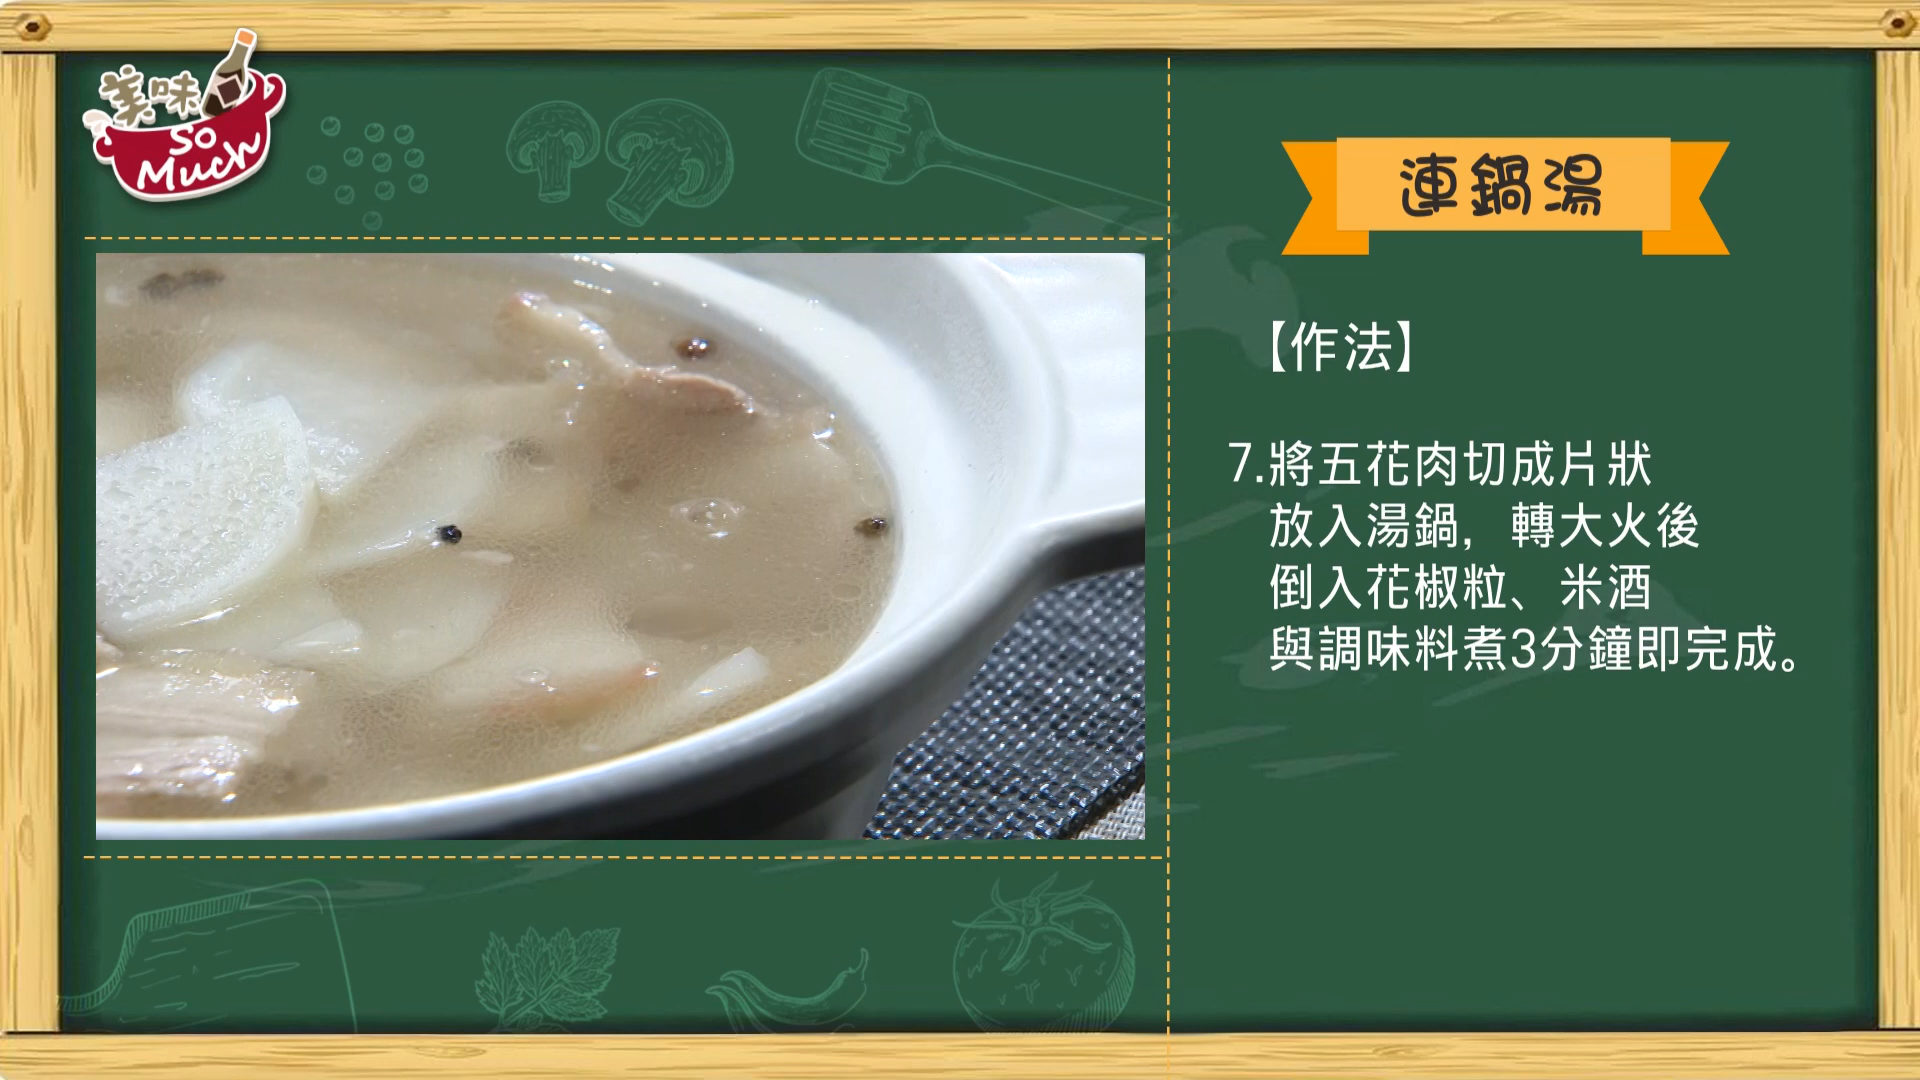 美味
SO
Much
連鍋湯
【作法】
7.將五花肉切成片狀
放入湯鍋，轉大火後
倒入花椒粒、米酒
與調味料煮3分鐘即完成。